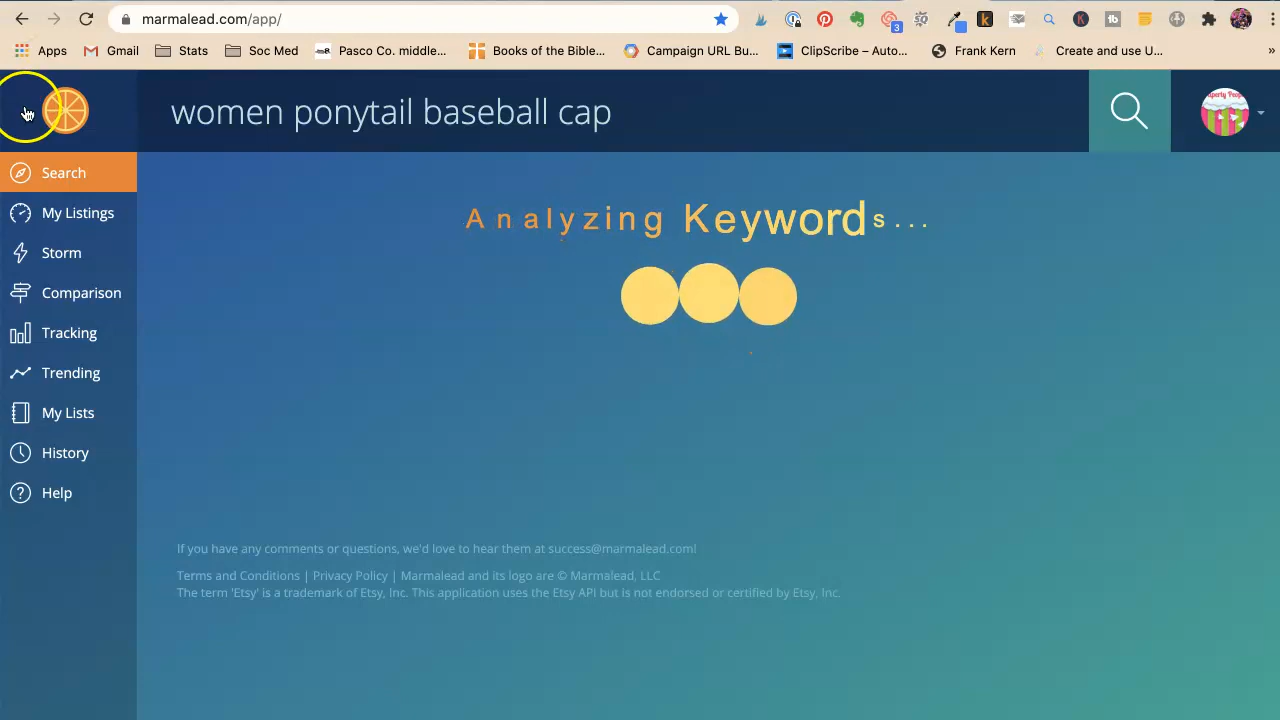 marmalead.com/app/
3
Apps
Gmail
Stats
Soc Med
Pasco Co. middle...
Books of the Bible...
Campaign URL Bu...
ClipScribe – Auto...
Frank Kern
Create and use U...
»
women ponytail baseball cap
Search
My Listings
Storm
Comparison
Tracking
Trending
My Lists
History
Help
Analyzing Keywords...
If you have any comments or questions, we'd love to hear them at success@marmalead.com!
Terms and Conditions | Privacy Policy | Marmalead and its logo are © Marmalead, LLC
The term 'Etsy' is a trademark of Etsy, Inc. This application uses the Etsy API but is not endorsed or certified by Etsy, Inc.